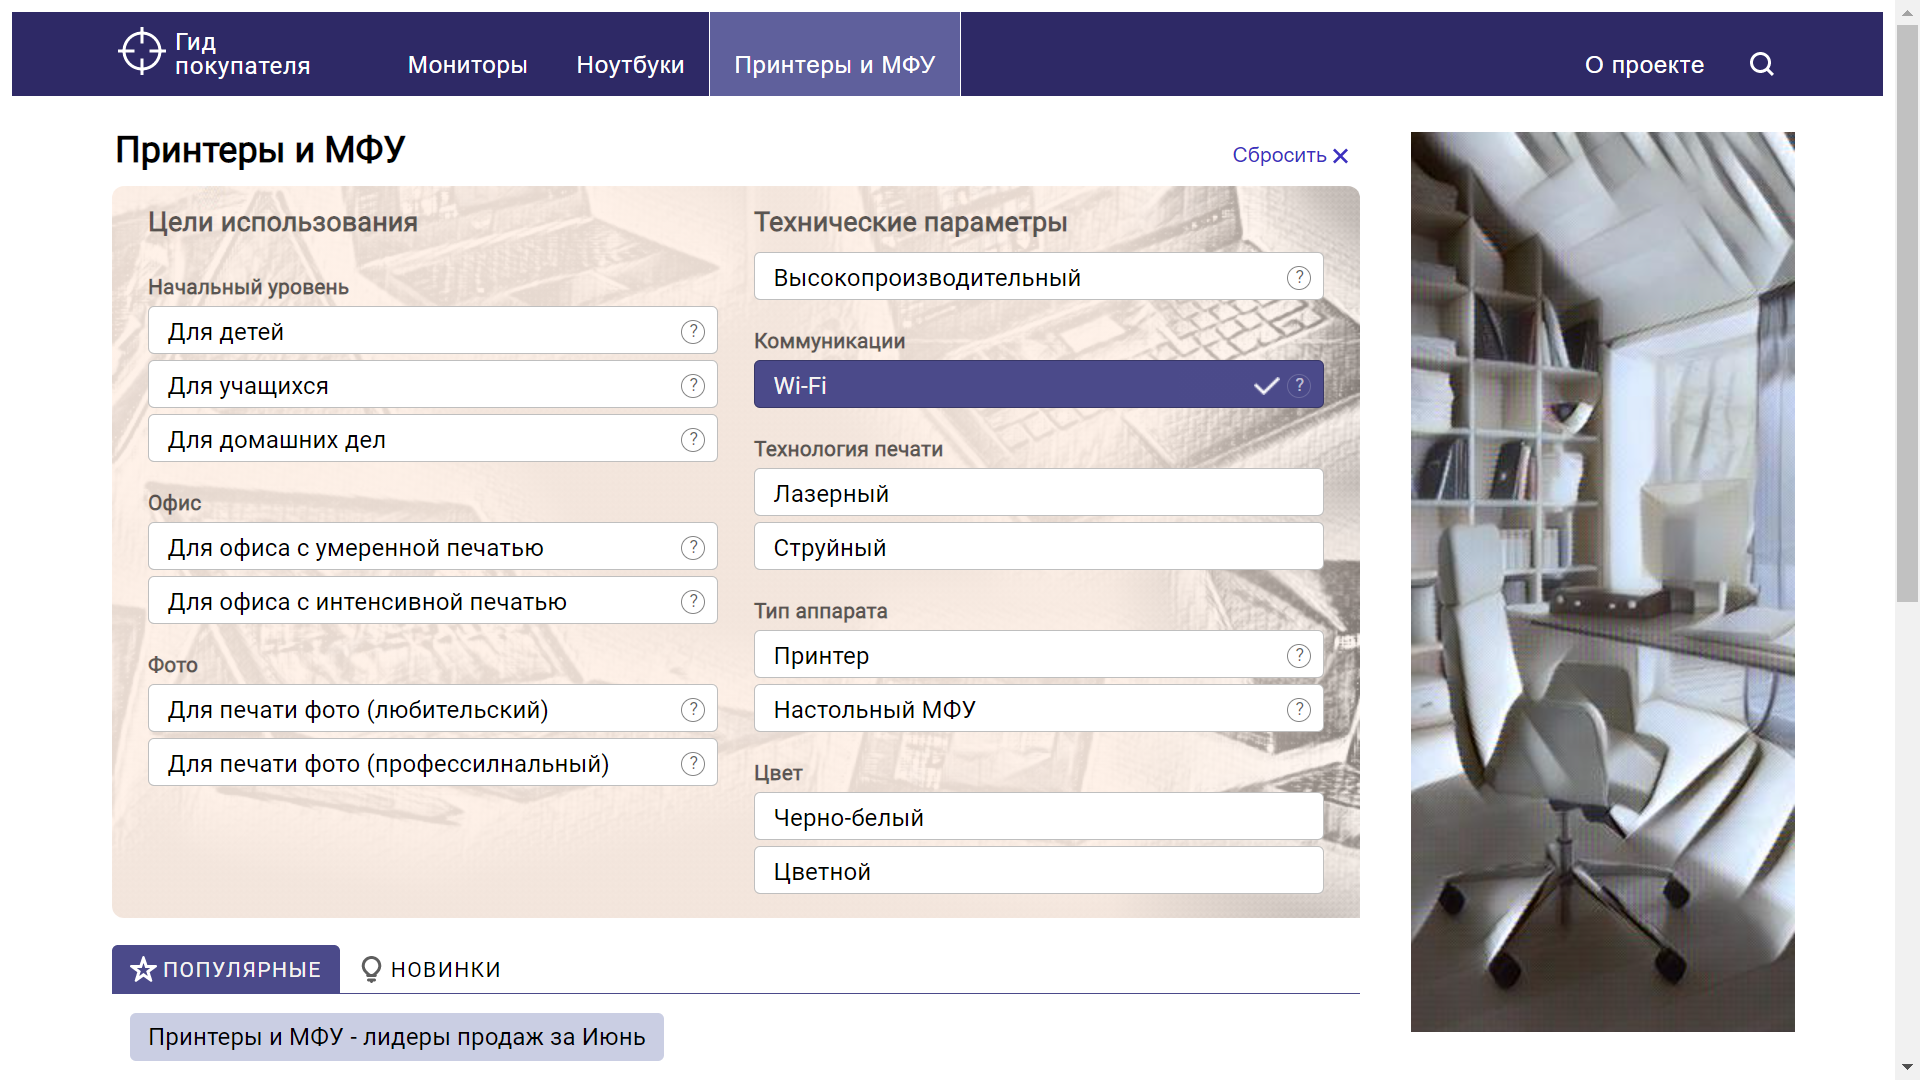 Гид
покупателя
Мониторы
Ноутбуки
Принтеры и МФУ
О проекте
Принтеры и МФУ
Сбросить
Цели использования
Начальный уровень
Для детей ?
Для учащихся ?
Для домашних дел ?
Офис
Для офиса с умеренной печатью ?
Для офиса с интенсивной печатью ?
Фото
Для печати фото (любительский) ?
Для печати фото (профессилнальный) ?
Технические параметры
Высокопроизводительный ?
Коммуникации
Wi-Fi ?
Технология печати
Лазерный
Струйный
Тип аппарата
Принтер ?
Настольный МФУ ?
Цвет
Черно-белый
Цветной
ПОПУЛЯРНЫЕ
НОВИНКИ
Принтеры и МФУ - лидеры продаж за Июнь